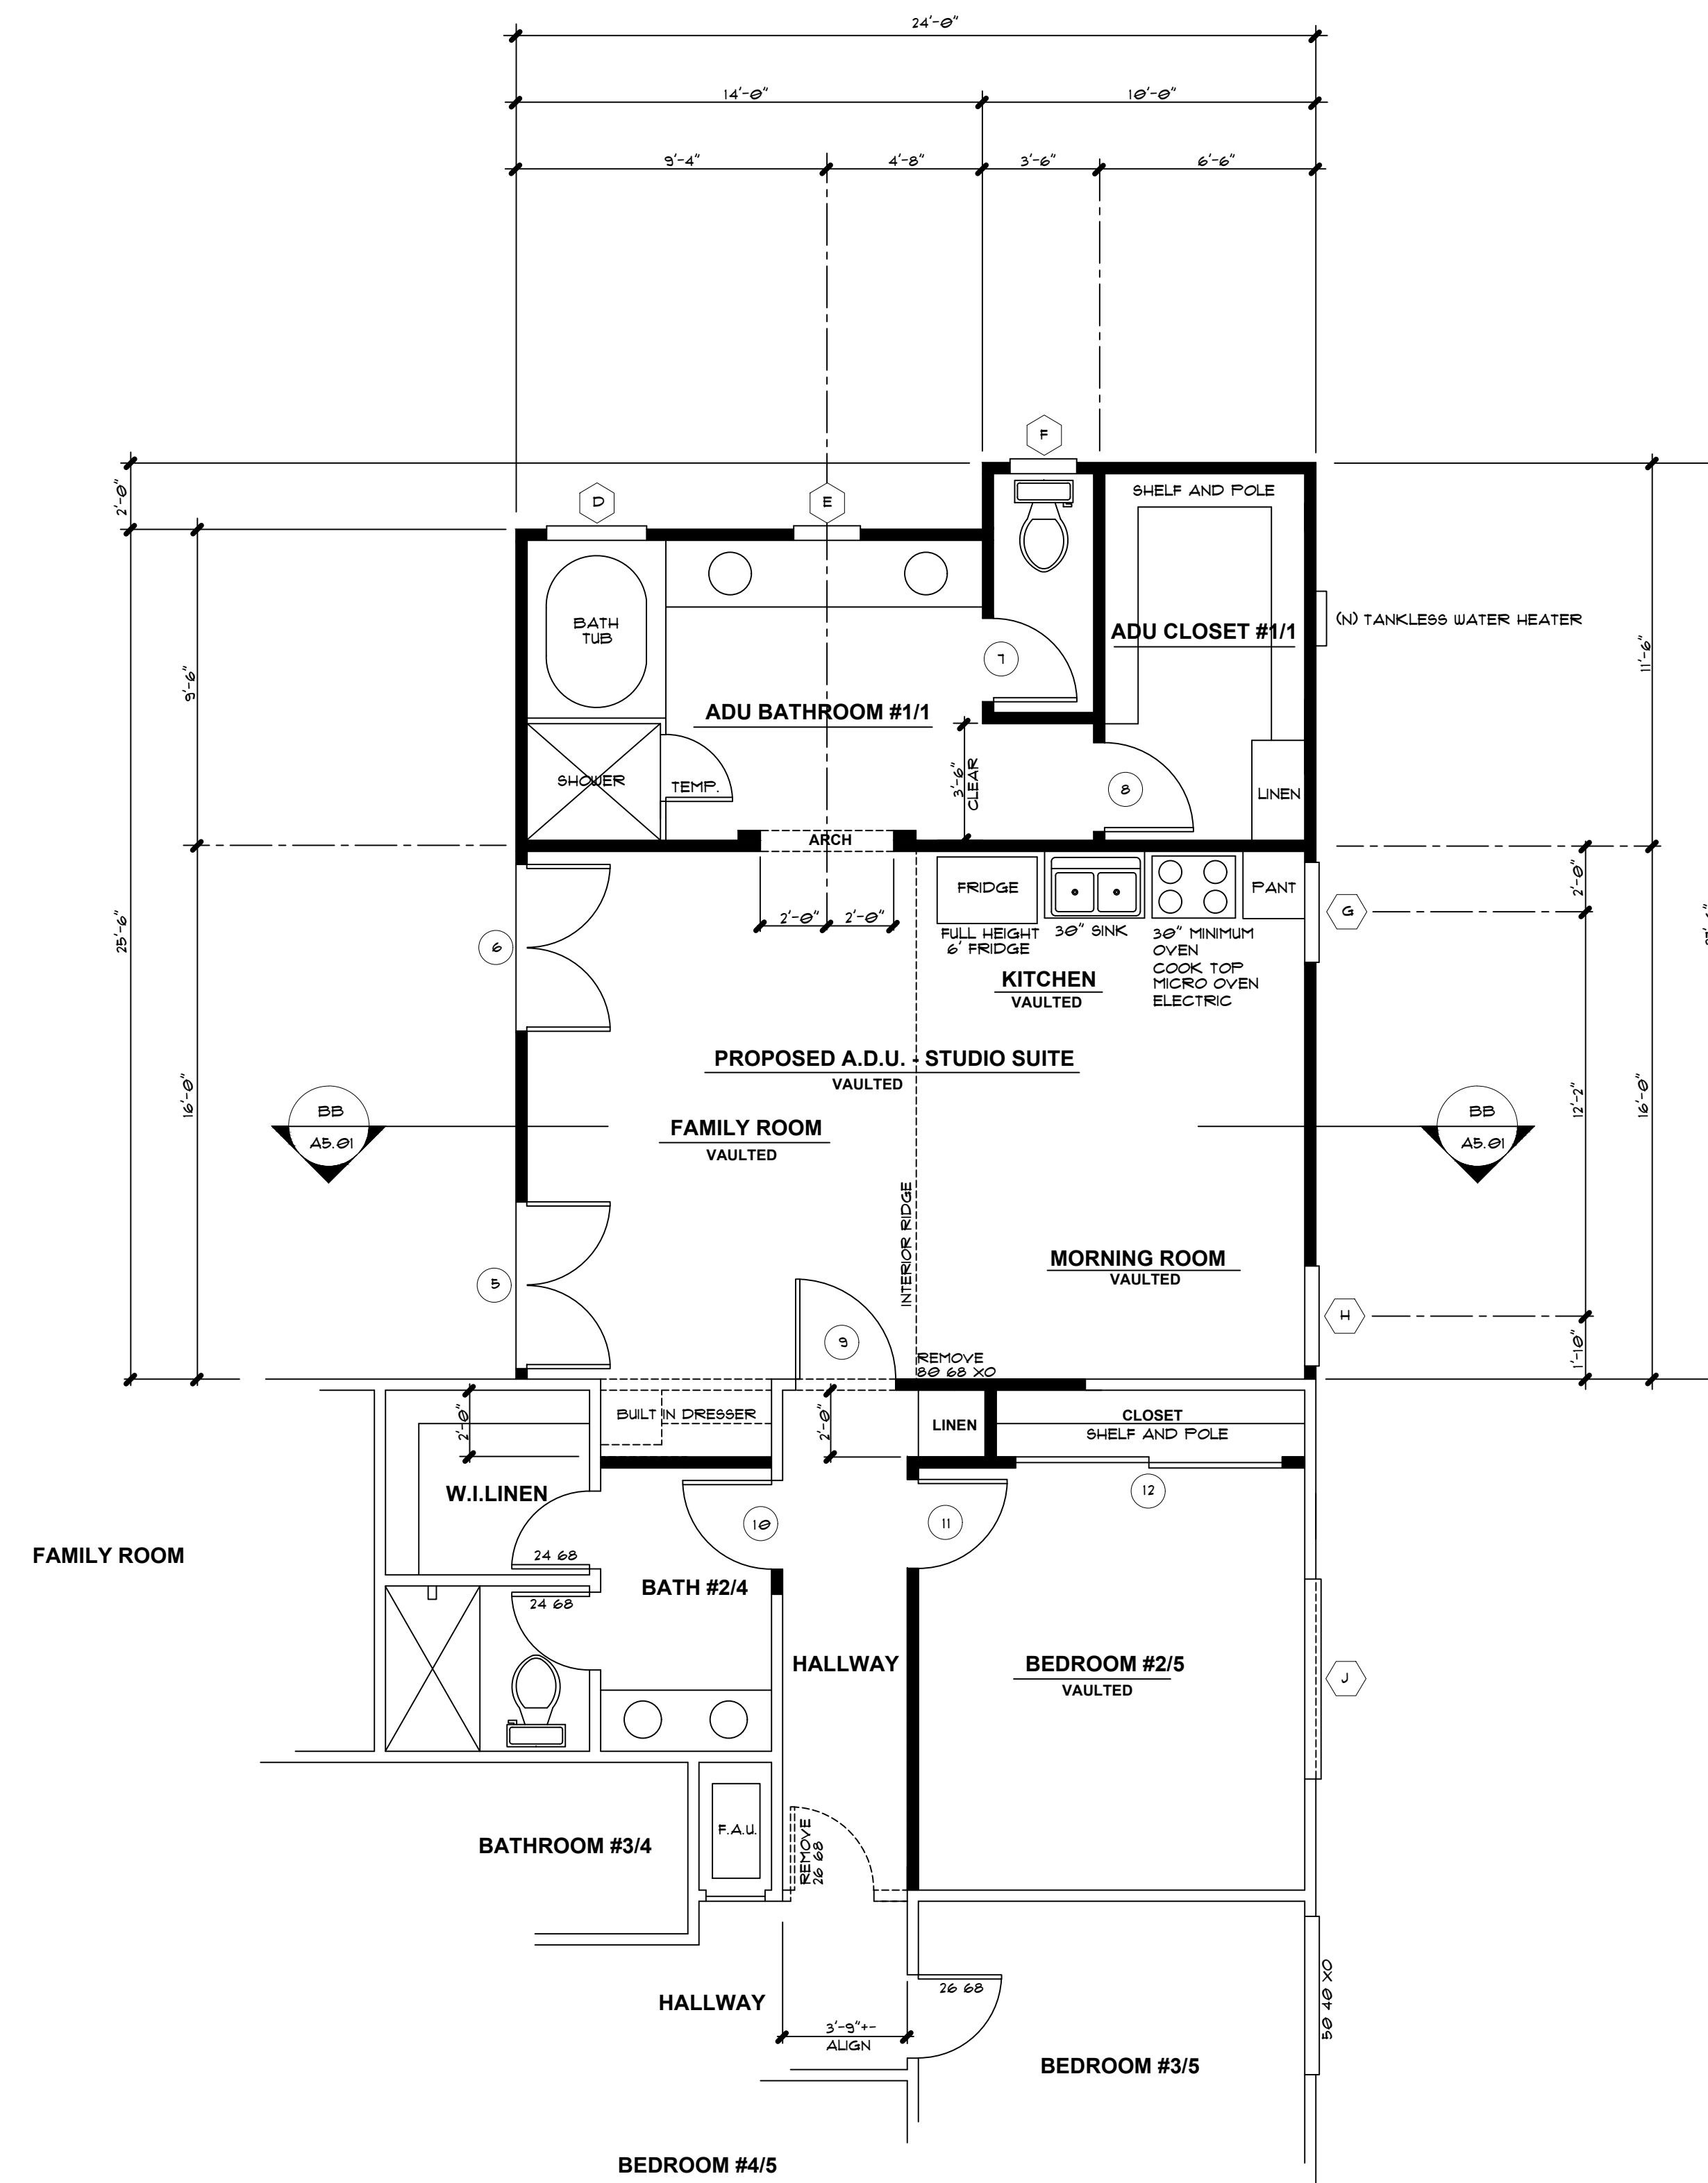 24'-0"
14'-0"
10'-0"
9'-4"
4'-8"
3'-6"
6'-6"
F
D
E
2'-0"
SHELF AND POLE
BATH
TUB
ADU CLOSET #1/1
(N) TANKLESS WATER HEATER
7
9'-6"
11'-6"
ADU BATHROOM #1/1
SHOWER
TEMP.
3'-6"
CLEAR
8
LINEN
ARCH
FRIDGE
PANT
2'-0"
G
2'-0"
2'-0"
FULL HEIGHT
6' FRIDGE
30" SINK
30" MINIMUM
OVEN
COOK TOP
MICRO OVEN
ELECTRIC
6
25'-6"
KITCHEN
VAULTED
PROPOSED A.D.U. - STUDIO SUITE
VAULTED
16'-0"
12'-2"
16'-0"
BB
A5.01
BB
A5.01
FAMILY ROOM
VAULTED
INTERIOR RIDGE
MORNING ROOM
VAULTED
5
H
9
1'-10"
REMOVE
80 68 XO
2'-0"
BUILT IN DRESSER
2'-0"
LINEN
CLOSET
SHELF AND POLE
W.I.LINEN
12
10
11
FAMILY ROOM
24 68
BATH #2/4
24 68
HALLWAY
BEDROOM #2/5
VAULTED
J
F.A.U.
REMOVE
26 68
BATHROOM #3/4
26 68
50 40 XO
HALLWAY
3'-9"+-
ALIGN
BEDROOM #3/5
BEDROOM #4/5